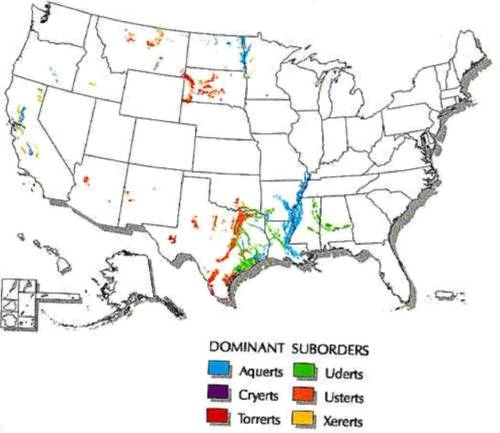 DOMINANT SUBORDERS
Aquerts Uderts
Cryerts Usterts
Torrerts Xererts